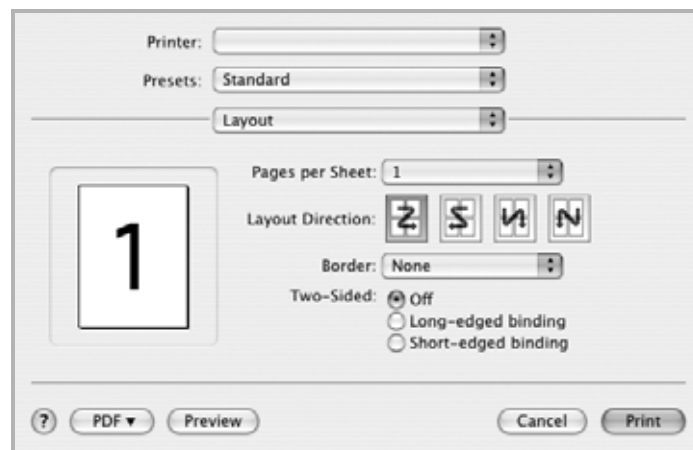 Printer:
Presets: Standard
Layout
Pages per Sheet: 1
Layout Direction:
1
Border: None
Two-Sided: Off
Long-edged binding
Short-edged binding
? PDF▼ Preview Cancel Print